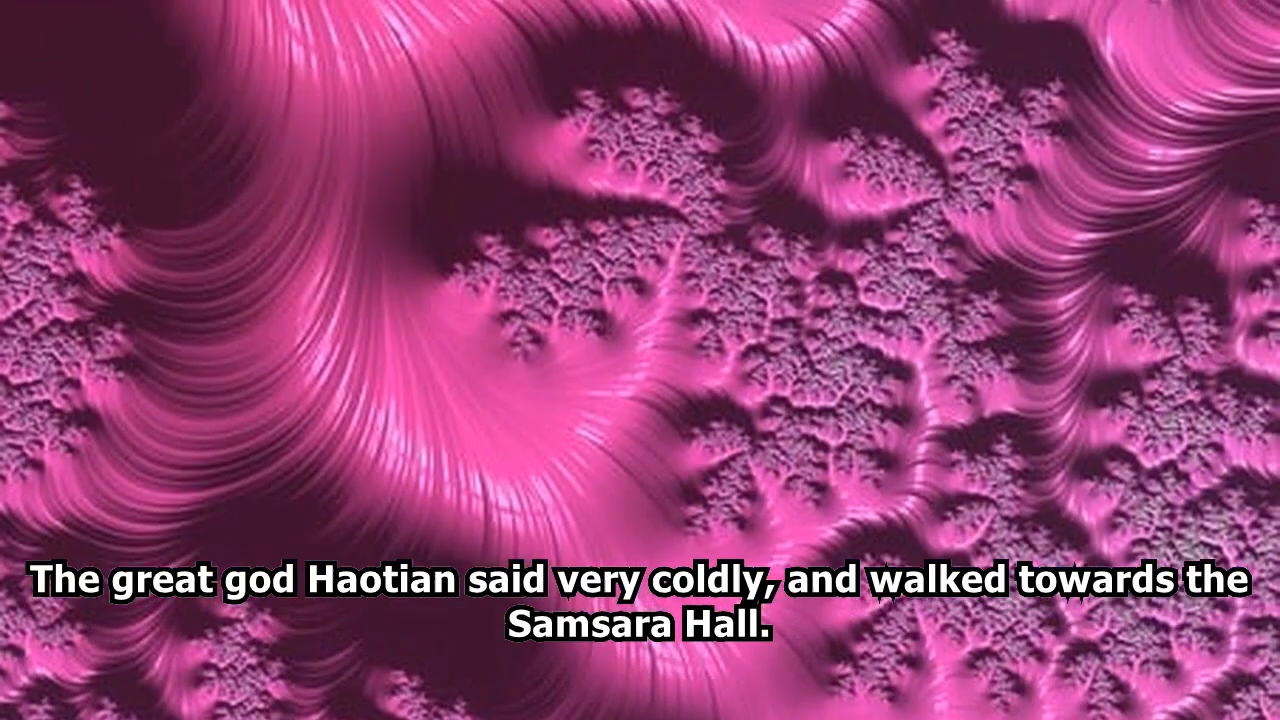 The great god Haotian said very coldly, and walked towards the
Samsara Hall.